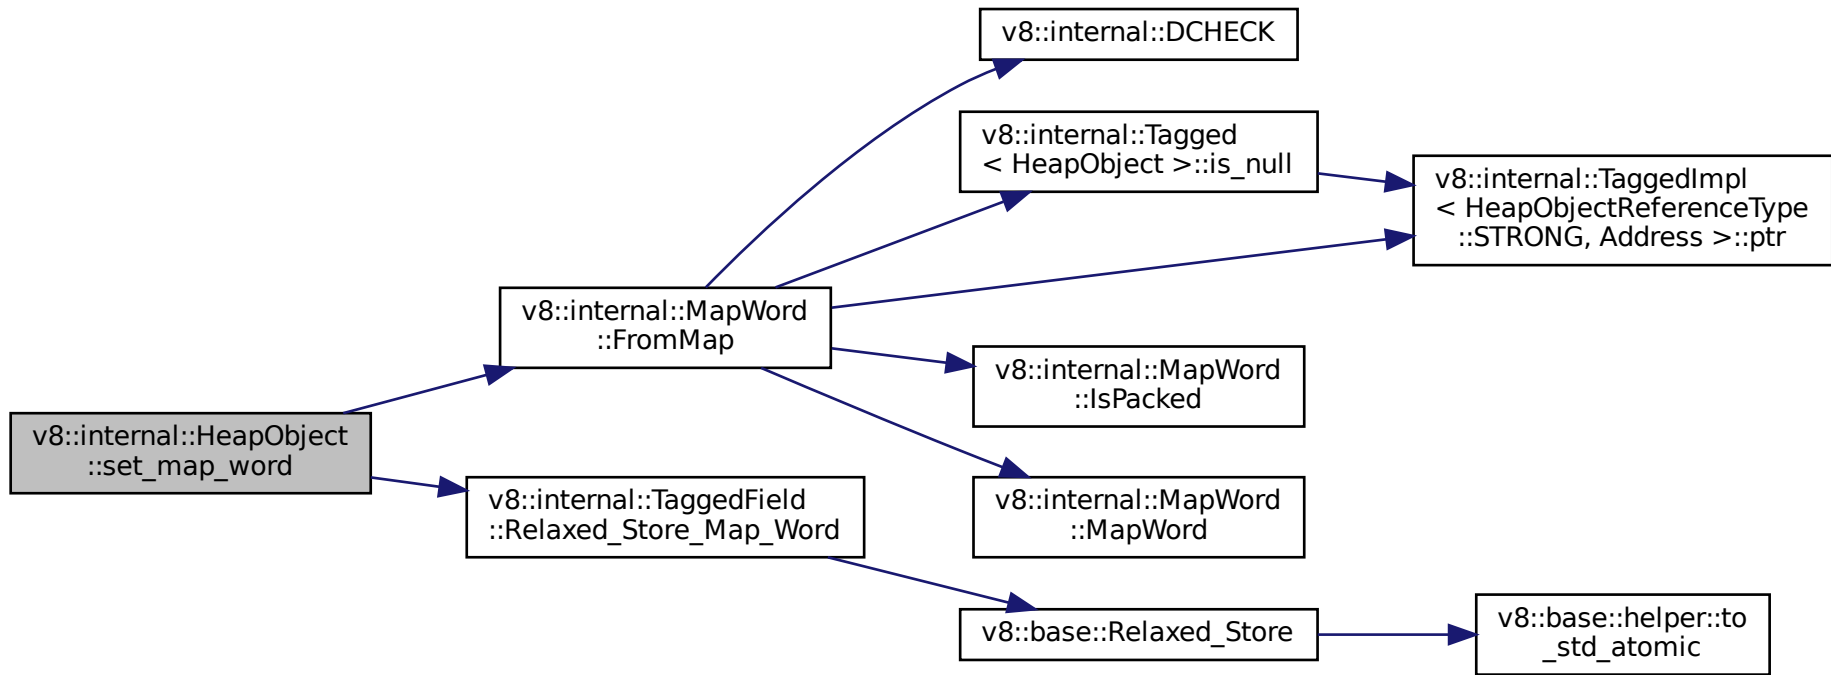 v8::internal::HeapObject
::set_map_word
v8::internal::MapWord
::FromMap
v8::internal::DCHECK
v8::internal::Tagged
< HeapObject >::is_null
v8::internal::TaggedImpl
< HeapObjectReferenceType
::STRONG, Address >::ptr
v8::internal::MapWord
::IsPacked
v8::internal::MapWord
::MapWord
v8::internal::TaggedField
::Relaxed_Store_Map_Word
v8::base::Relaxed_Store
v8::base::helper::to
_std_atomic